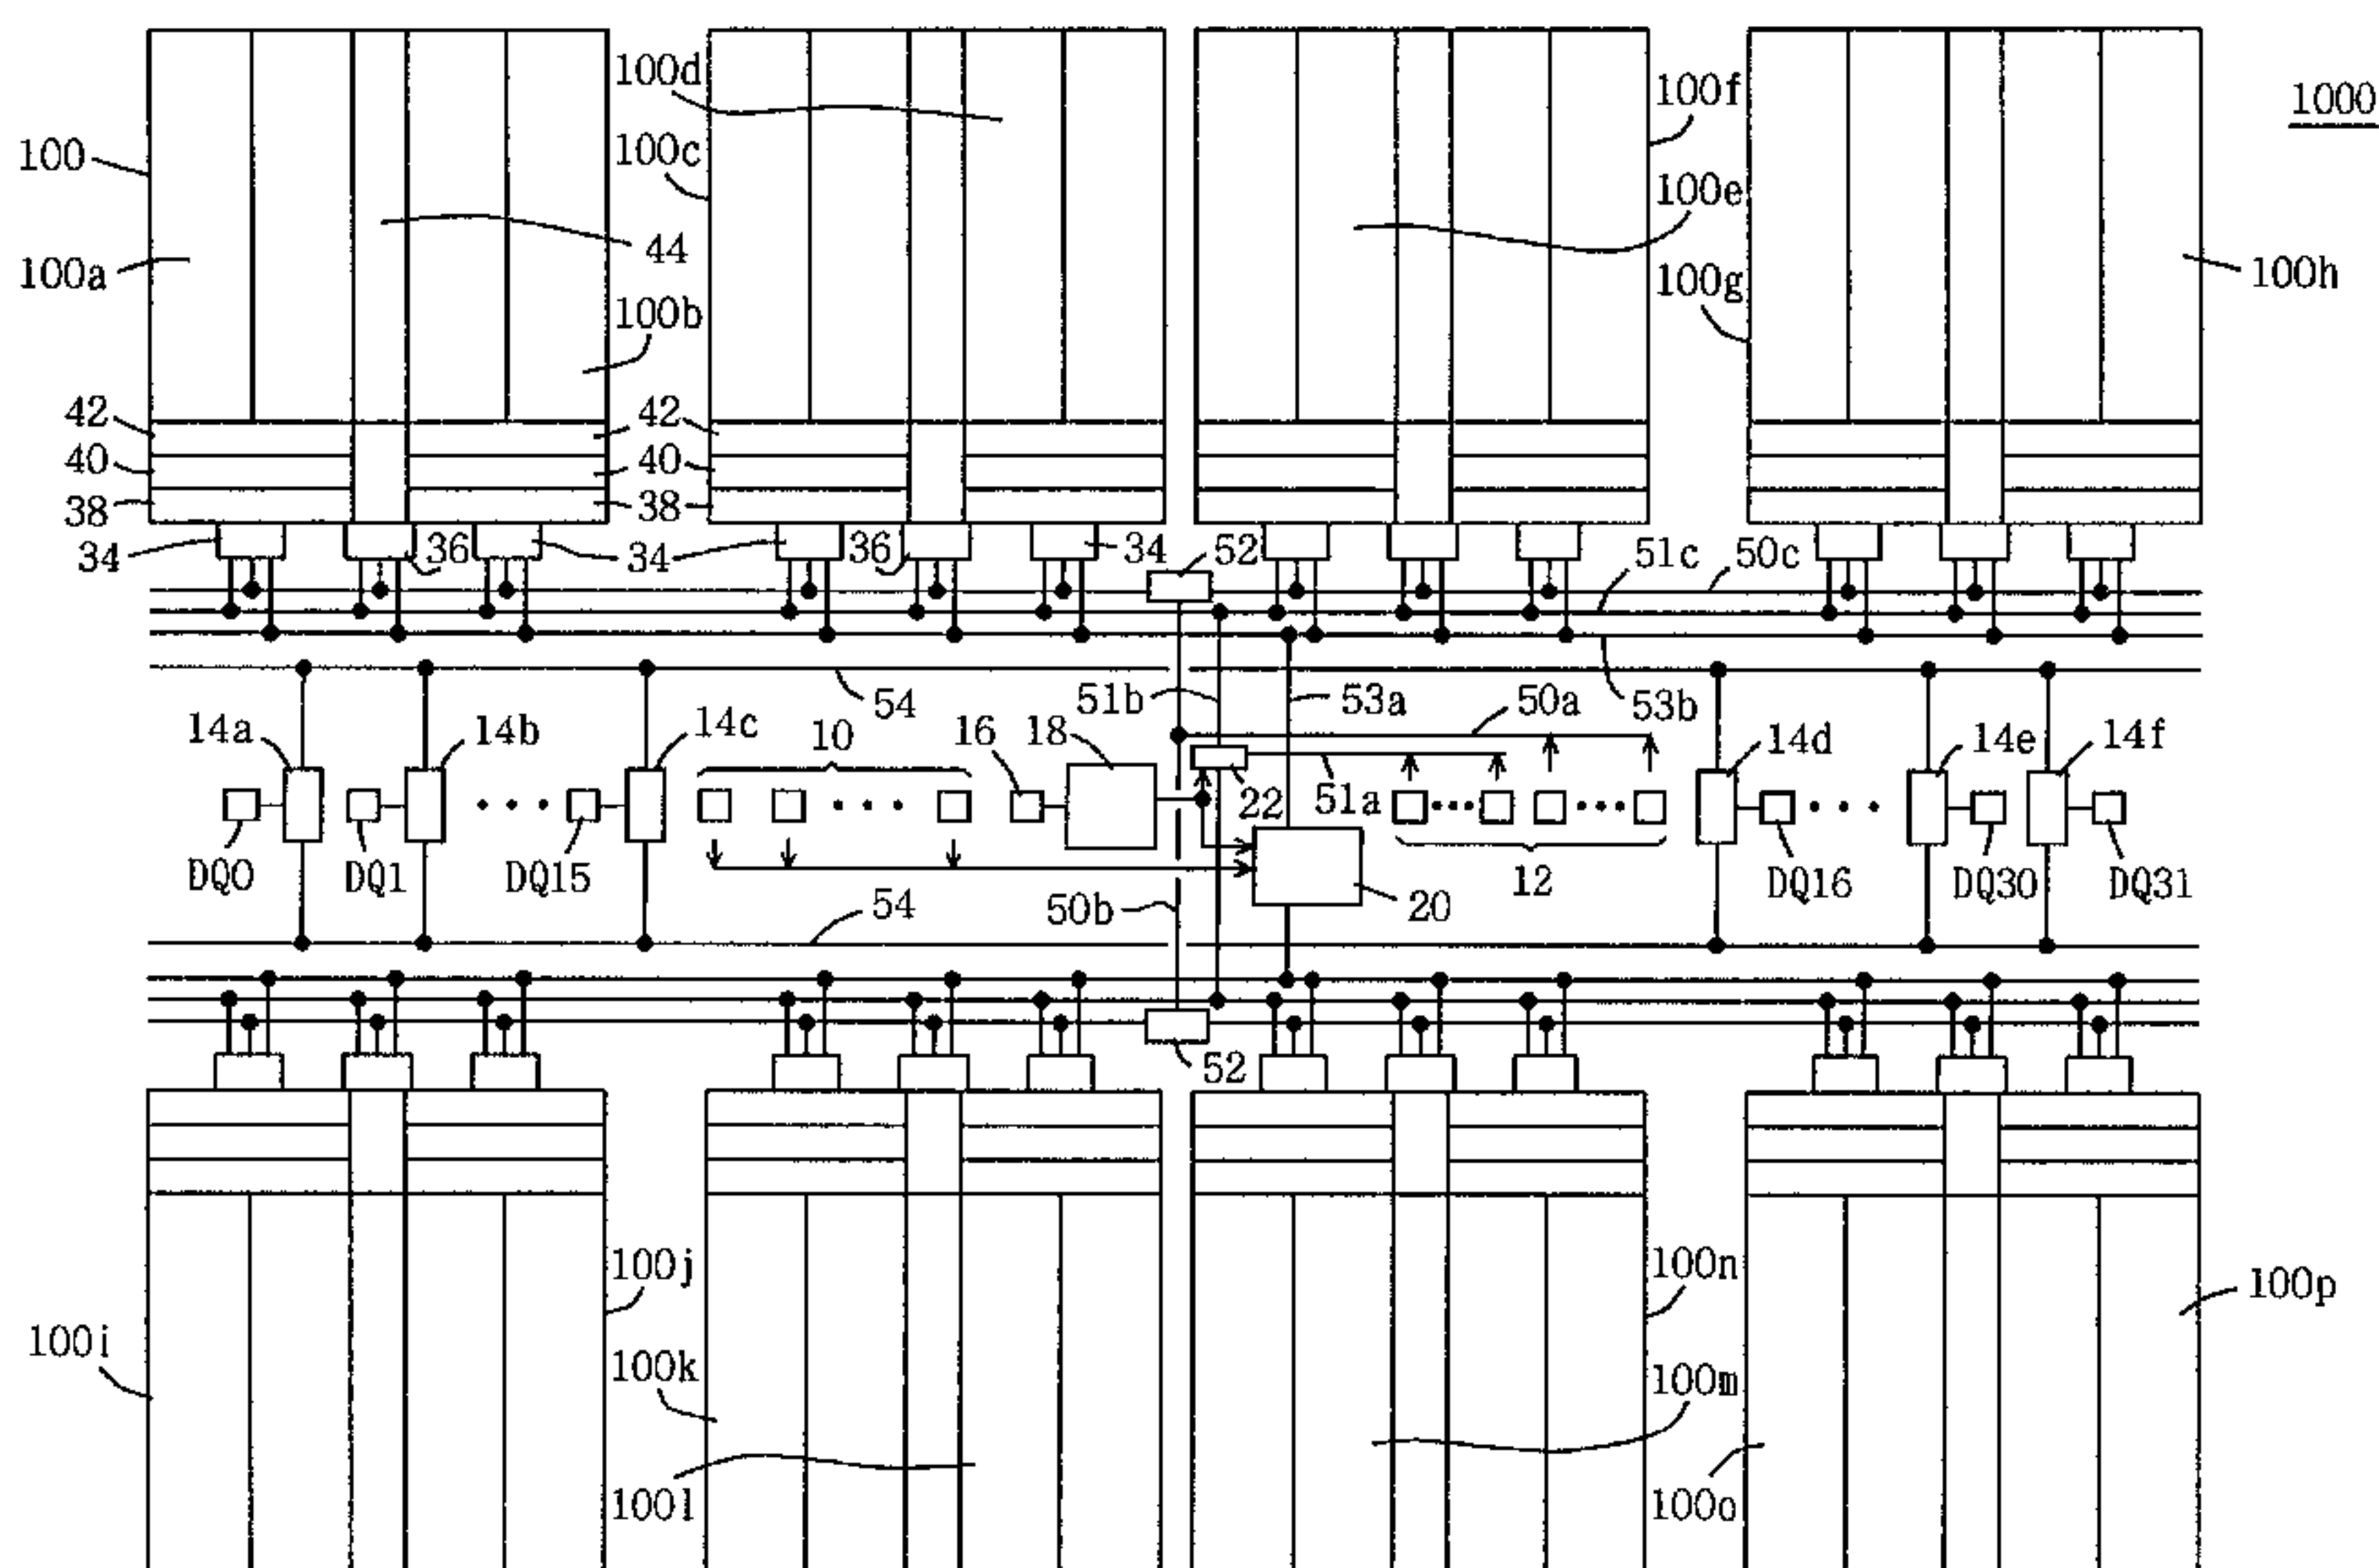 100d
100f
1000
100
100c
100e
44
100a
100g
100h
100b
42
42
40
40
38
38
34
36
34
36
34
52
51c
50c
54
51b
53a
50a
53b
14a
14b
14c
10
16
18
14d
14e
14f
22
51a
DQ0
DQ1
DQ15
12
DQ16
DQ30
DQ31
54
50b
20
52
100j
100n
100p
100i
100k
100m
100l
100o